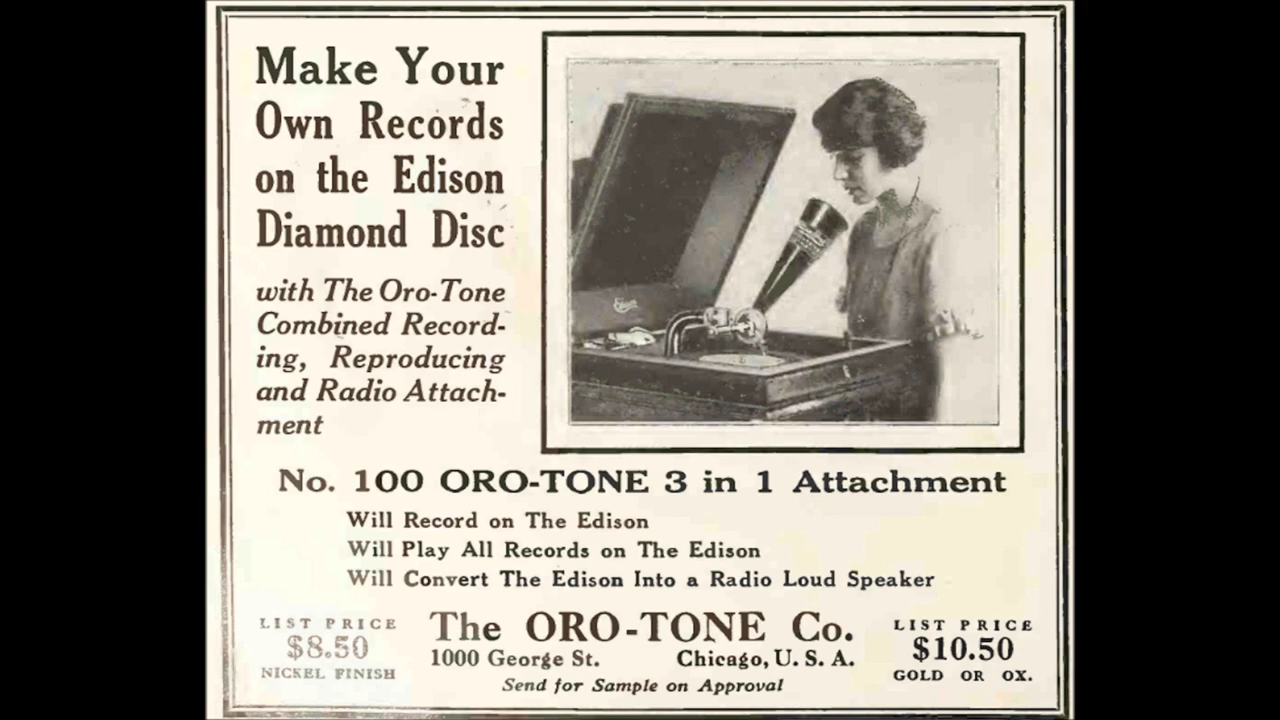 Make Your
Own Records
on the Edison
Diamond Disc
with The Oro-Tone
Combined Record-
ing, Reproducing
and Radio Attach-
ment
Edison
No. 100 ORO-TONE 3 in 1 Attachment
Will Record on The Edison
Will Play All Records on The Edison
Will Convert The Edison Into a Radio Loud Speaker
LIST PRICE
$8.50
NICKEL FINISH
The ORO-TONE Co.
1000 George St. Chicago, U. S. A.
Send for Sample on Approval
LIST PRICE
$10.50
GOLD OR OX.